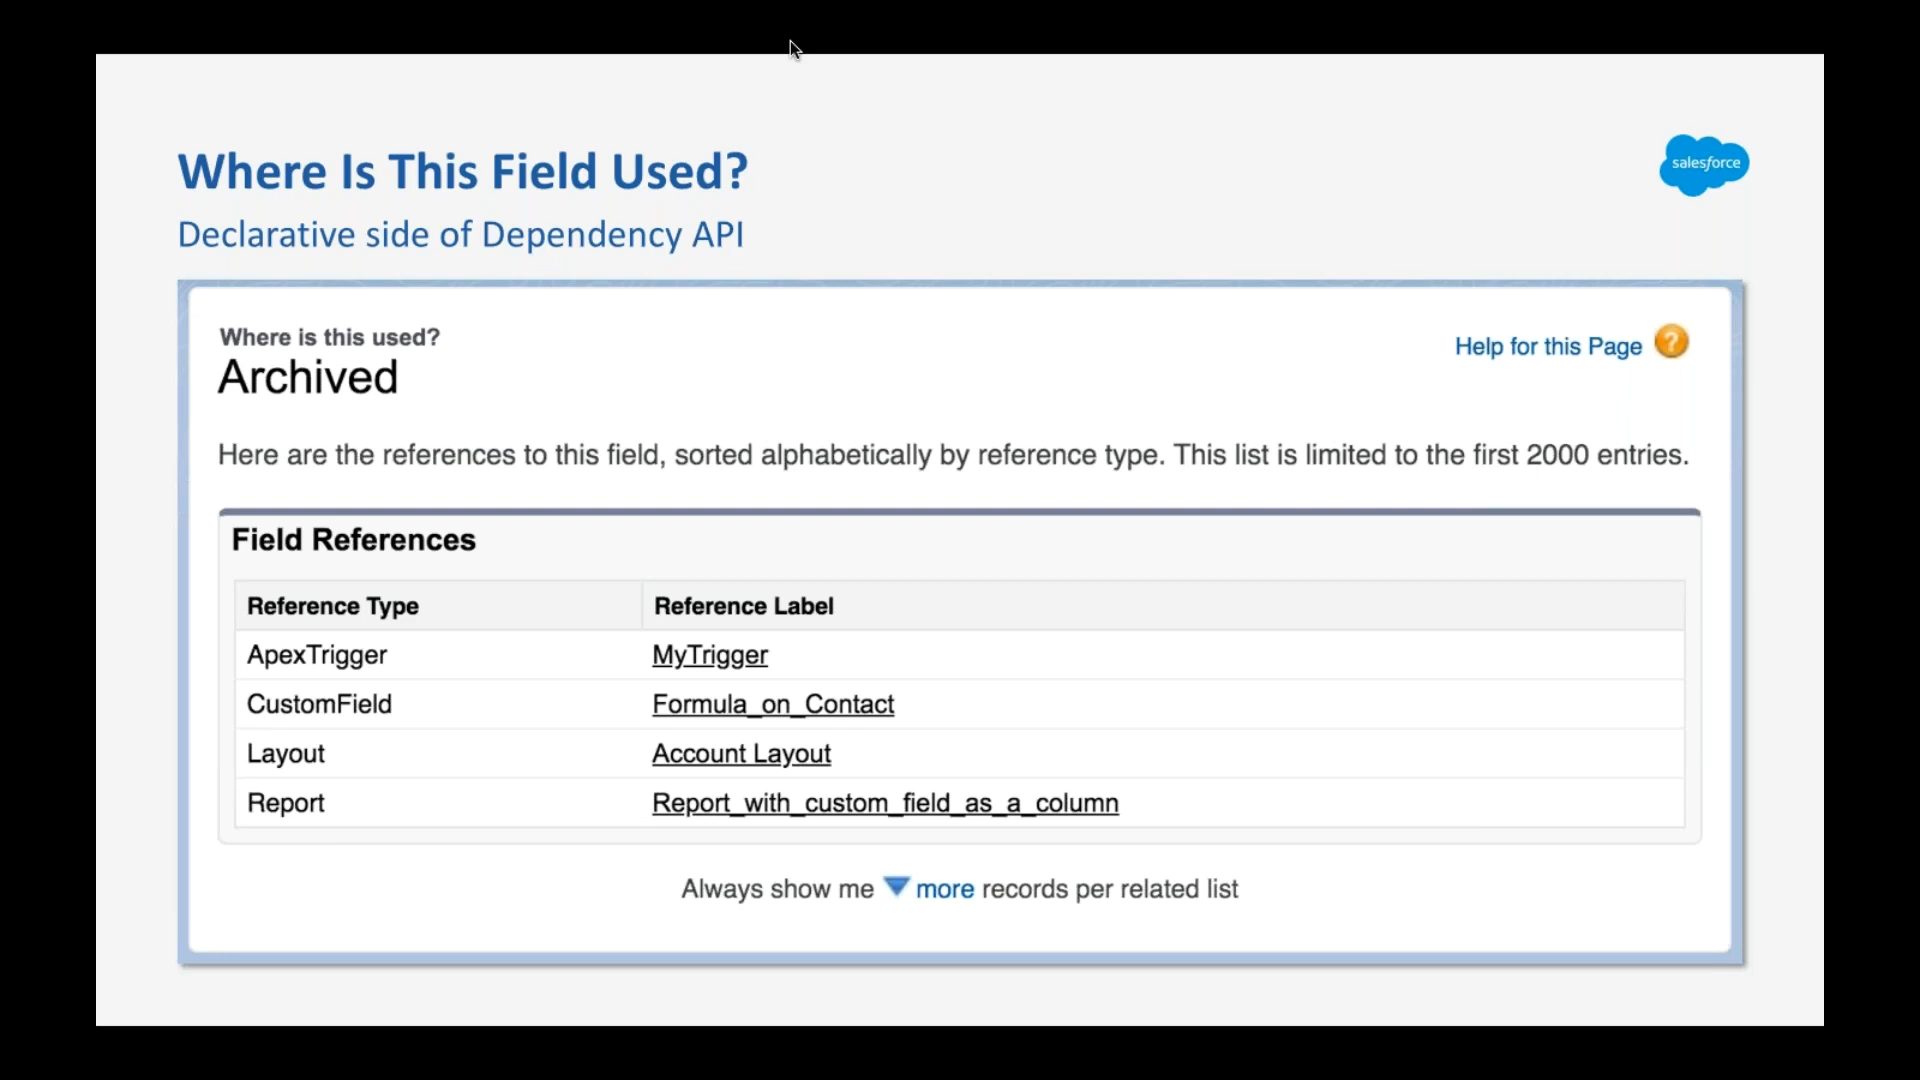 Where Is This Field Used?
salesforce
Declarative side of Dependency API
Where is this used?
Archived
Help for this Page ?
Here are the references to this field, sorted alphabetically by reference type. This list is limited to the first 2000 entries.
Field References
Reference Type Reference Label
ApexTrigger MyTrigger
CustomField Formula_on_Contact
Layout Account Layout
Report Report_with_custom_field_as_a_column
Always show me more records per related list